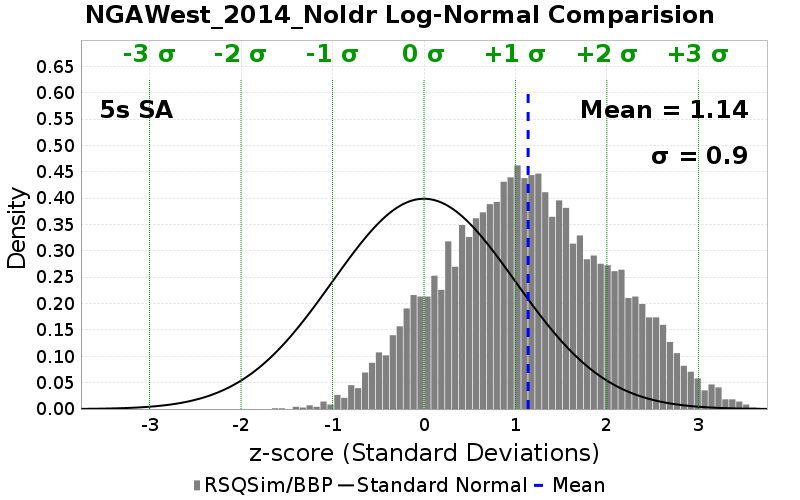 NGAWest_2014_NoIdr Log-Normal Comparision
-3 σ -2 σ -1 σ 0 σ +1 σ +2 σ +3 σ
5s SA
Mean = 1.14
σ = 0.9
Density
0.65
0.60
0.55
0.50
0.45
0.40
0.35
0.30
0.25
0.20
0.15
0.10
0.05
0.00
-3 -2 -1 0 1 2 3
z-score (Standard Deviations)
RSQSim/BBP Standard Normal Mean